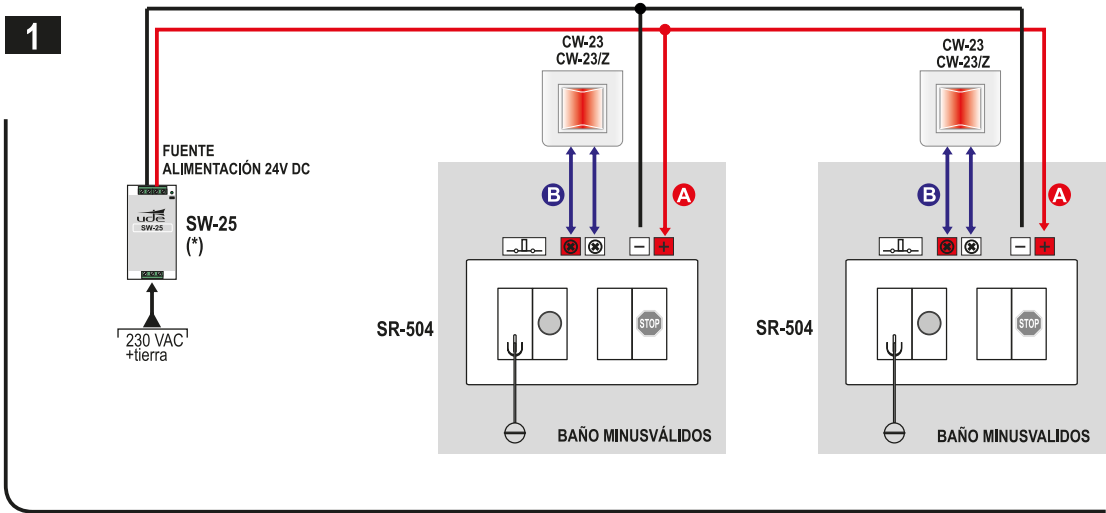 1
CW-23
CW-23/Z
CW-23
CW-23/Z
FUENTE
ALIMENTACIÓN 24V DC
ude
SW-25
SW-25
(*)
B
A
B
A
− +
− +
SR-504
STOP
SR-504
STOP
230 VAC
+tierra
BAÑO MINUSVÁLIDOS
BAÑO MINUSVALIDOS